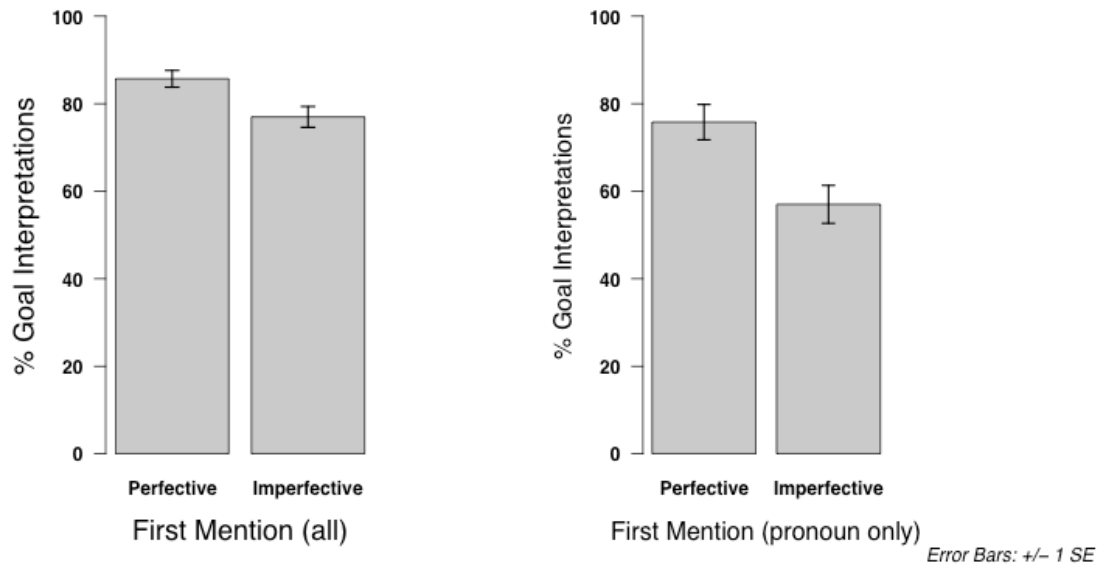 % Goal Interpretations
100
80
60
40
20
0
Perfective Imperfective
First Mention (all)
% Goal Interpretations
100
80
60
40
20
0
Perfective Imperfective
First Mention (pronoun only)
Error Bars: +/− 1 SE